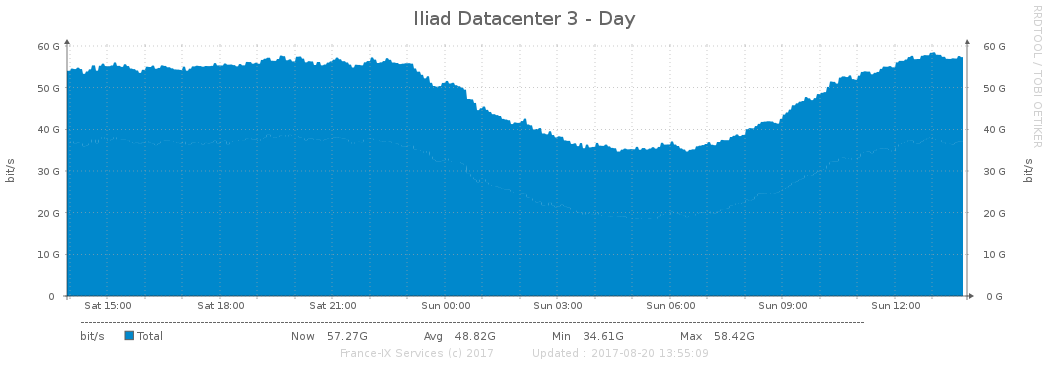 Iliad Datacenter 3 - Day
RRDTOOL / TOBI OETIKER
60 G 60 G
50 G 50 G
40 G 40 G
30 G 30 G
20 G 20 G
10 G 10 G
0 0 G
bit/s bit/s
Sat 15:00 Sat 18:00 Sat 21:00 Sun 00:00 Sun 03:00 Sun 06:00 Sun 09:00 Sun 12:00
bit/s Total Now 57.27G Avg 48.82G Min 34.61G Max 58.42G
France-IX Services (c) 2017 Updated : 2017-08-20 13:55:09